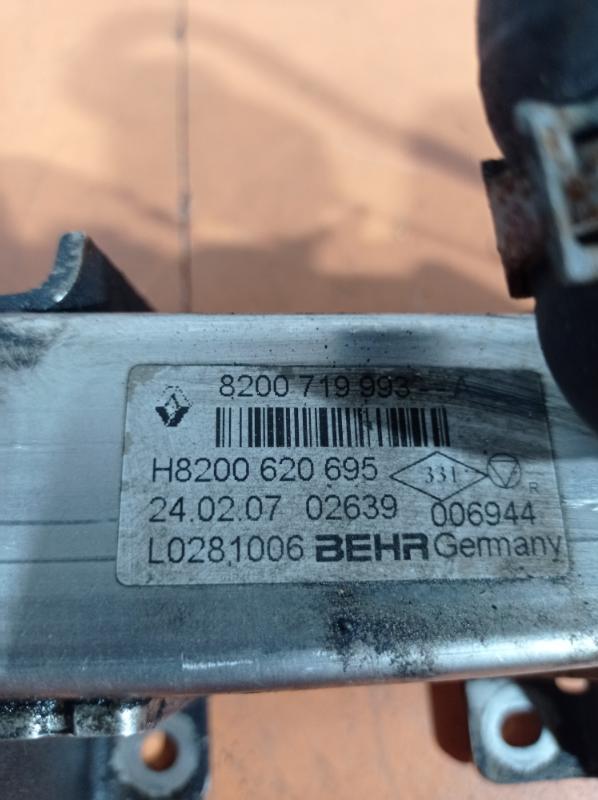 8200 719 993--A
H8200 620 695 331
24.02.07 02639 006944 R
L0281006 BEHR Germany